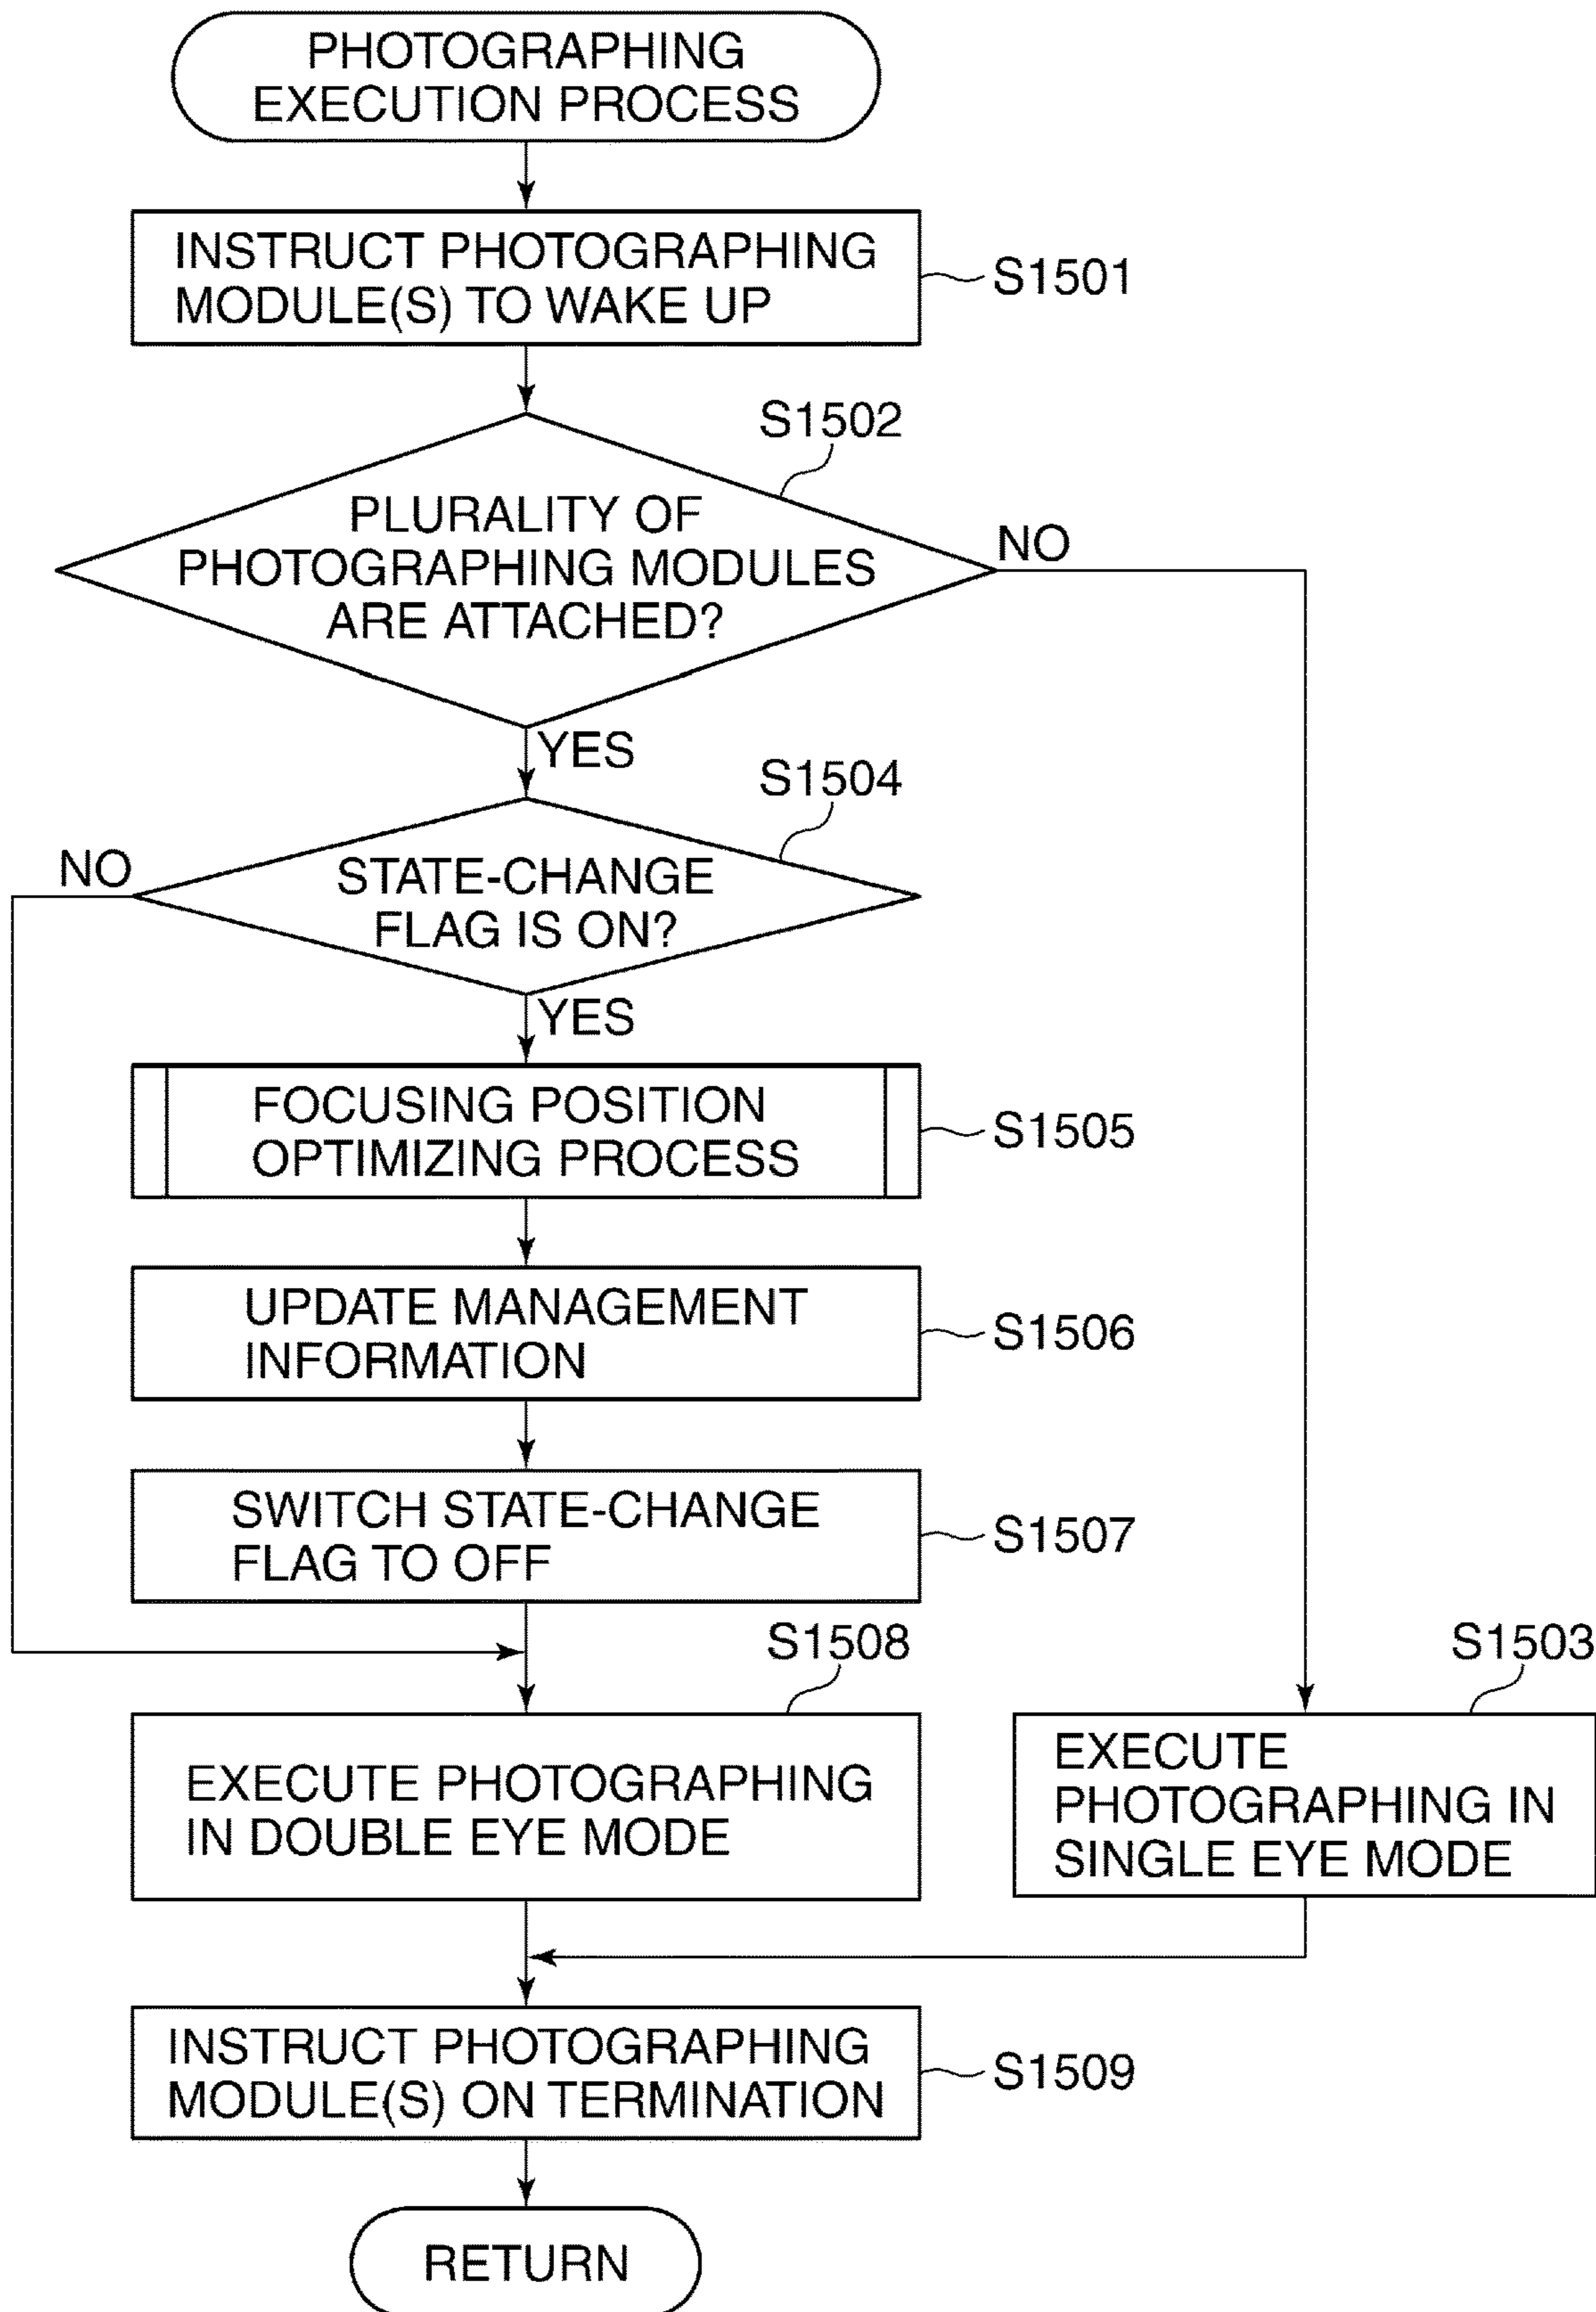 PHOTOGRAPHING
EXECUTION PROCESS
INSTRUCT PHOTOGRAPHING
MODULE(S) TO WAKE UP
S1501
S1502
PLURALITY OF
PHOTOGRAPHING MODULES
ARE ATTACHED?
NO
YES
S1504
NO
STATE-CHANGE
FLAG IS ON?
YES
FOCUSING POSITION
OPTIMIZING PROCESS
S1505
UPDATE MANAGEMENT
INFORMATION
S1506
SWITCH STATE-CHANGE
FLAG TO OFF
S1507
S1508
EXECUTE PHOTOGRAPHING
IN DOUBLE EYE MODE
S1503
EXECUTE
PHOTOGRAPHING IN
SINGLE EYE MODE
INSTRUCT PHOTOGRAPHING
MODULE(S) ON TERMINATION
S1509
RETURN